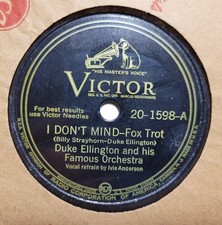 "HIS MASTER'S VOICE"
VICTOR
For best results
use Victor Needles
20-1598-A
I DON'T MIND-Fox Trot
(Billy Strayhorn-Duke Ellington)
Duke Ellington and his
Famous Orchestra
Vocal refrain by Ivie Anderson
RCA